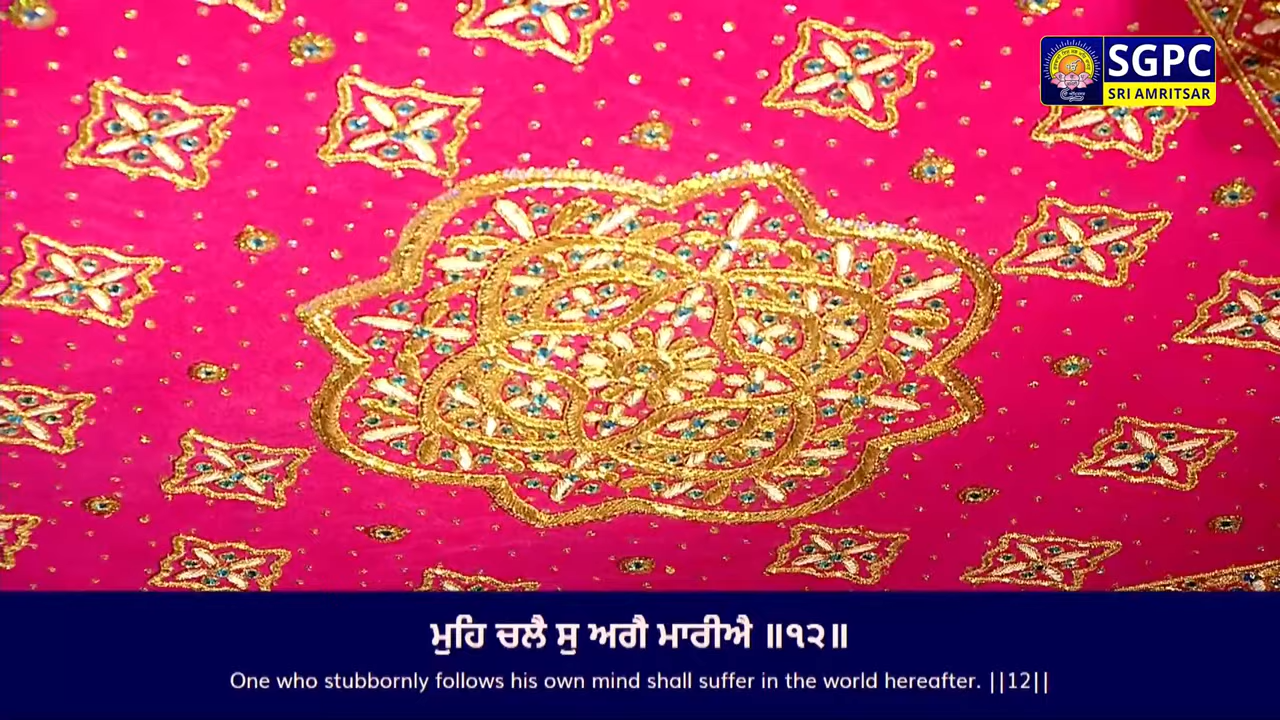 SGPC
SRI AMRITSAR
ਮੁਹਿ ਚਲੈ ਸੁ ਅਗੈ ਮਾਰੀਐ ॥੧੨॥
One who stubbornly follows his own mind shall suffer in the world hereafter. ||12||